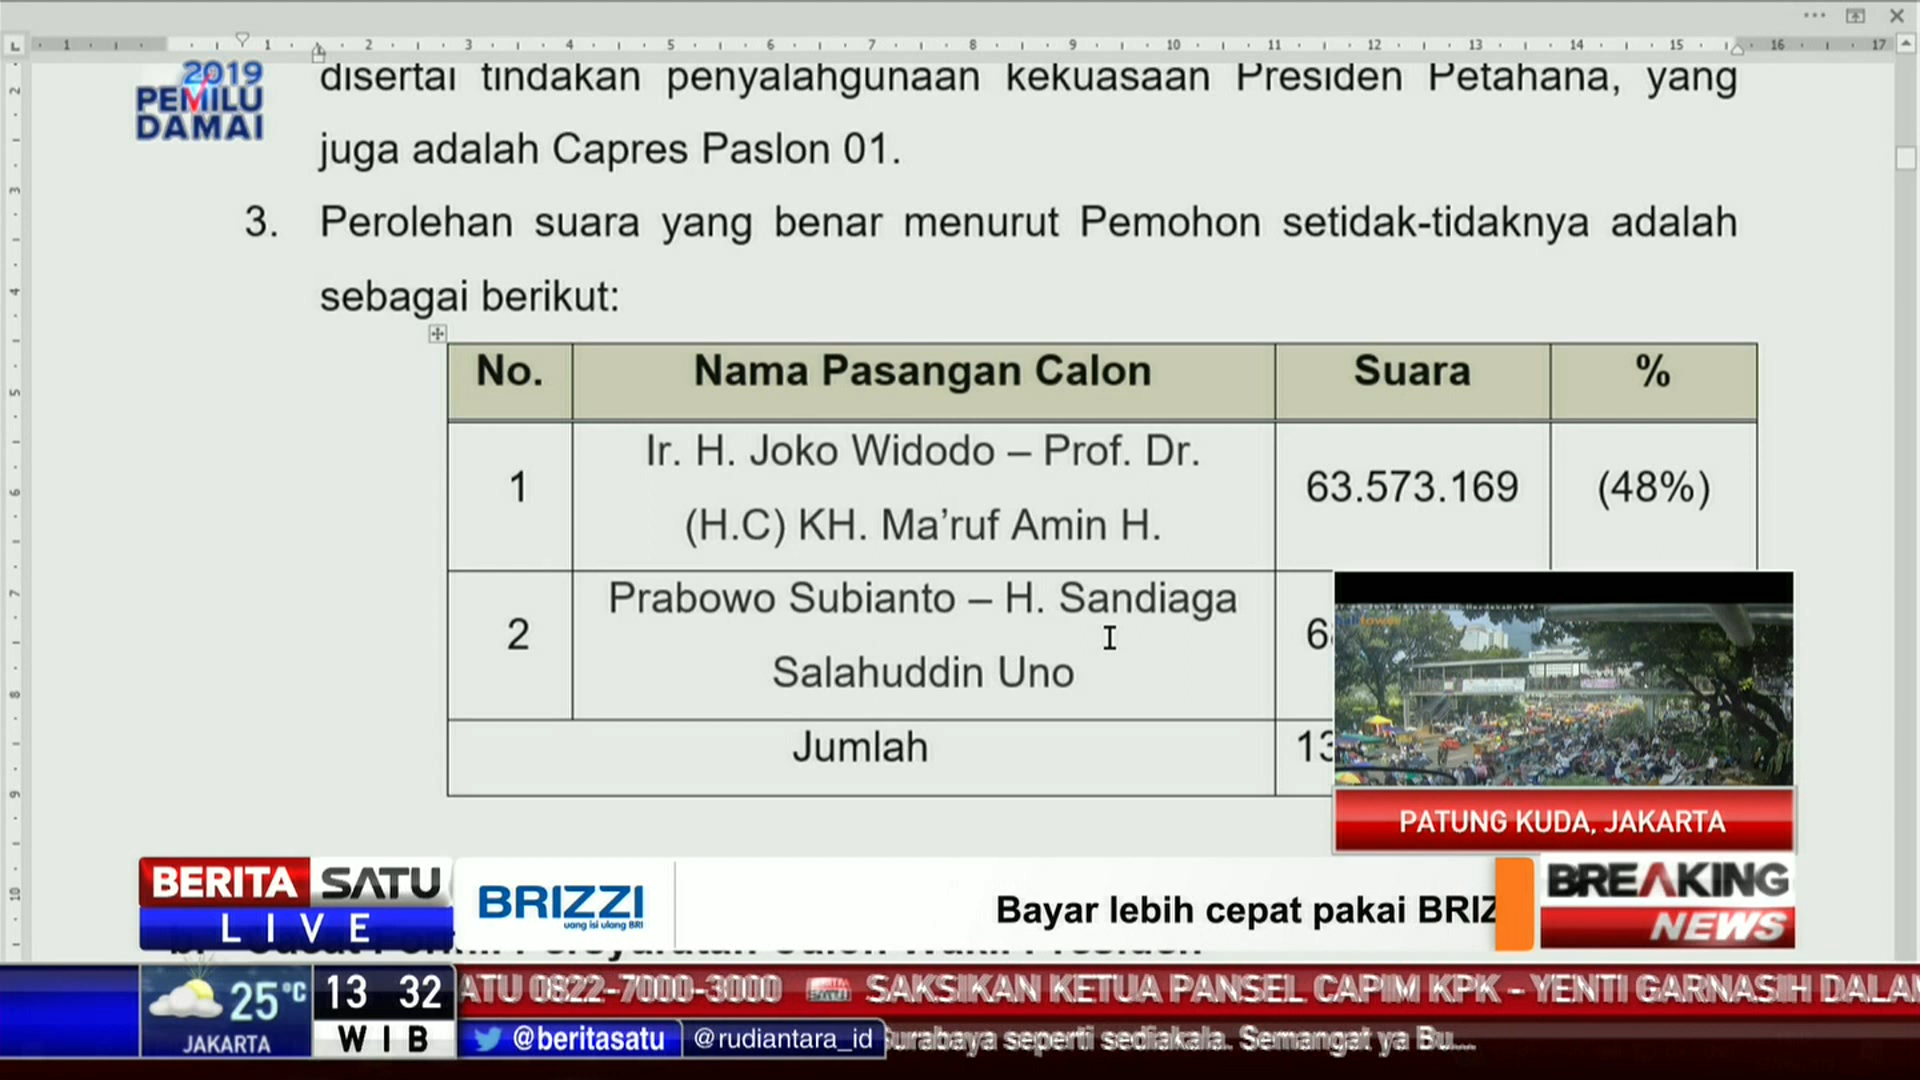 2019
PEMILU
DAMAI
disertai tindakan penyalahgunaan kekuasaan Presiden Petahana, yang
juga adalah Capres Paslon 01.
3. Perolehan suara yang benar menurut Pemohon setidak-tidaknya adalah
sebagai berikut:
No. Nama Pasangan Calon Suara %
1 Ir. H. Joko Widodo – Prof. Dr. (H.C) KH. Ma'ruf Amin H. 63.573.169 (48%)
2 Prabowo Subianto – H. Sandiaga Salahuddin Uno
Jumlah
PATUNG KUDA, JAKARTA
BERITA SATU
LIVE
BRIZZI
uang isi ulang BRI
Bayar lebih cepat pakai BRIZ
BREAKING
NEWS
25°C
JAKARTA
13 32
WIB
ATU 0822-7000-3000 SAKSIKAN KETUA PANSEL CAPIM KPK - YENTI GARNASIH DALAM
@beritasatu @rudiantara_id Surabaya seperti sediakala. Semangat ya Bu...